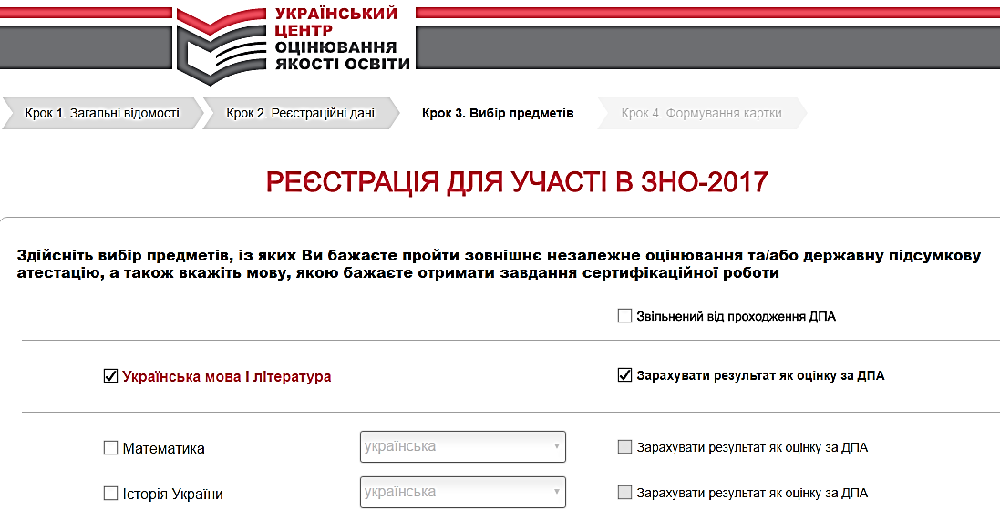 УКРАЇНСЬКИЙ
ЦЕНТР
ОЦІНЮВАННЯ
ЯКОСТІ ОСВІТИ
Крок 1. Загальні відомості
Крок 2. Реєстраційні дані
Крок 3. Вибір предметів
Крок 4. Формування картки
РЕЄСТРАЦІЯ ДЛЯ УЧАСТІ В ЗНО-2017
Здійсніть вибір предметів, із яких Ви бажаєте пройти зовнішнє незалежне оцінювання та/або державну підсумкову
атестацію, а також вкажіть мову, якою бажаєте отримати завдання сертифікаційної роботи
Звільнений від проходження ДПА
Українська мова і література
Зарахувати результат як оцінку за ДПА
Математика
українська
Зарахувати результат як оцінку за ДПА
Історія України
українська
Зарахувати результат як оцінку за ДПА